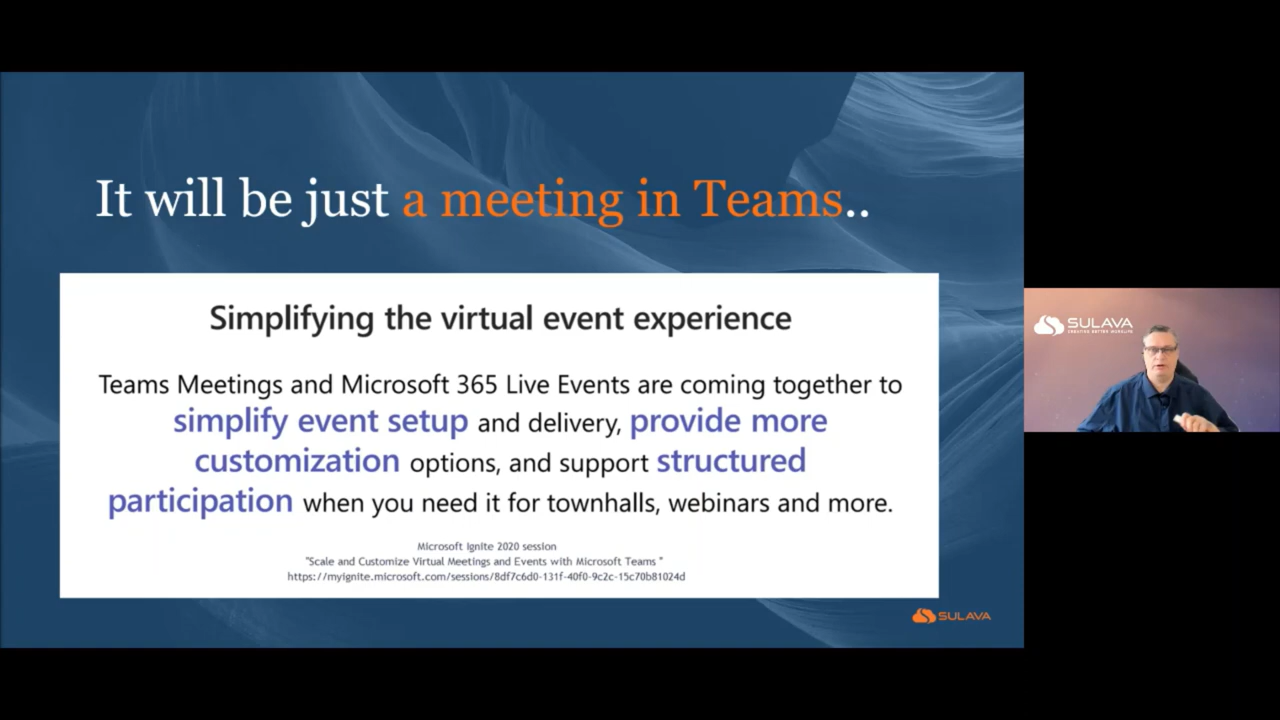 It will be just a meeting in Teams..
Simplifying the virtual event experience
Teams Meetings and Microsoft 365 Live Events are coming together to
simplify event setup and delivery, provide more
customization options, and support structured
participation when you need it for townhalls, webinars and more.
Microsoft Ignite 2020 session
"Scale and Customize Virtual Meetings and Events with Microsoft Teams "
https://myignite.microsoft.com/sessions/8df7c6d0-131f-40f0-9c2c-15c70b81024d
SULAVA
SULAVA
CREATING BETTER WORKLIFE